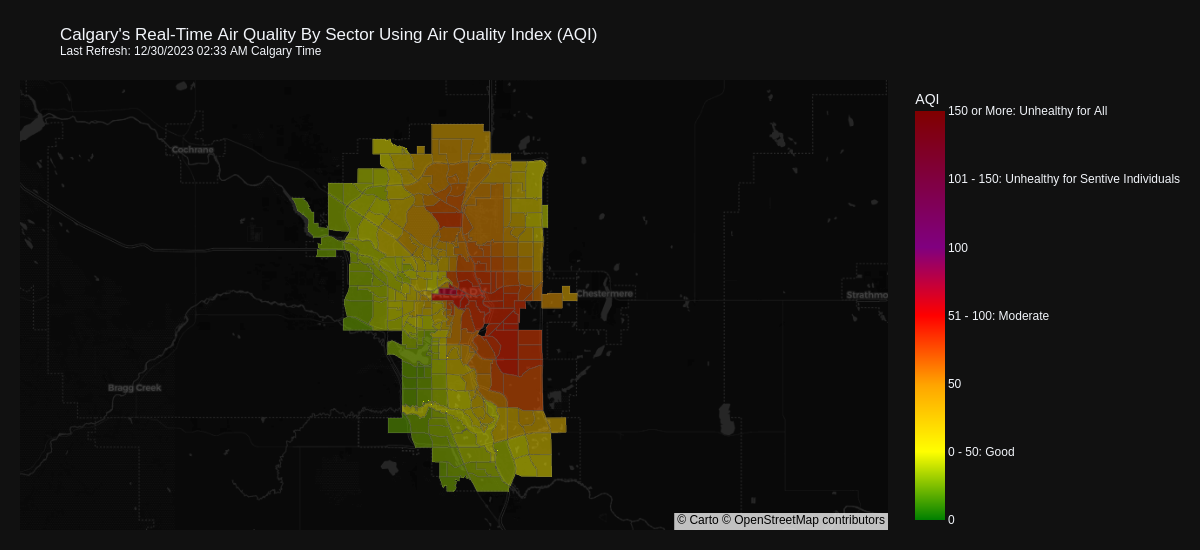 Calgary's Real-Time Air Quality By Sector Using Air Quality Index (AQI)
Last Refresh: 12/30/2023 02:33 AM Calgary Time
AQI
150 or More: Unhealthy for All
101 - 150: Unhealthy for Sentive Individuals
100
51 - 100: Moderate
50
0 - 50: Good
0
Cochrane
CALGARY
Chestermere
Strathmo
Bragg Creek
© Carto © OpenStreetMap contributors